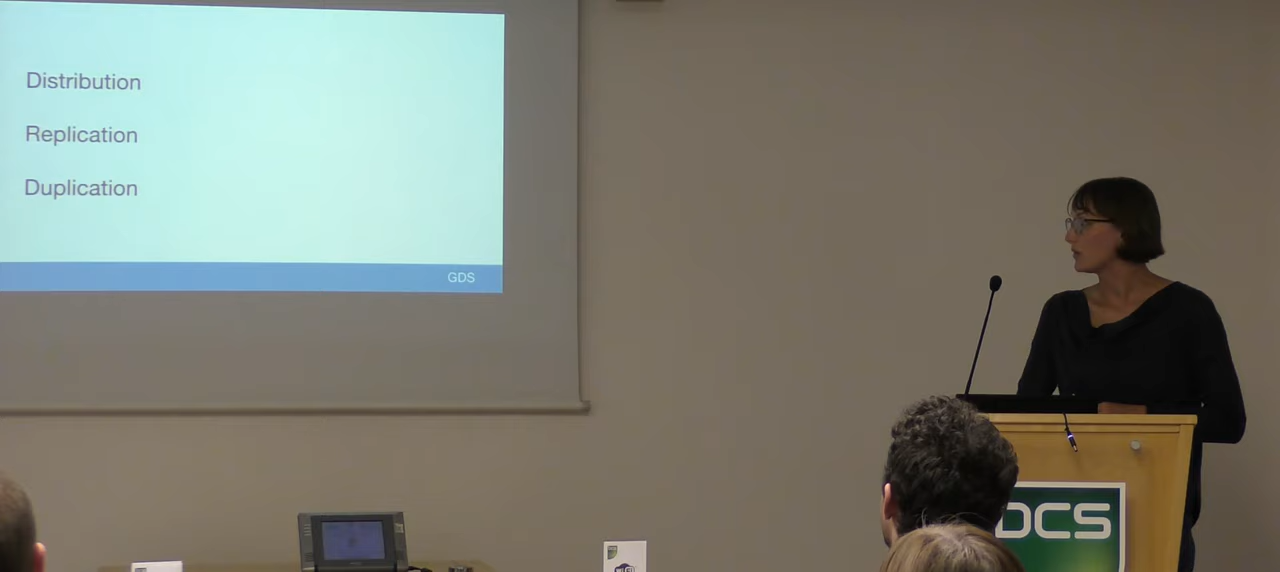 Distribution
Replication
Duplication
GDS
DCS